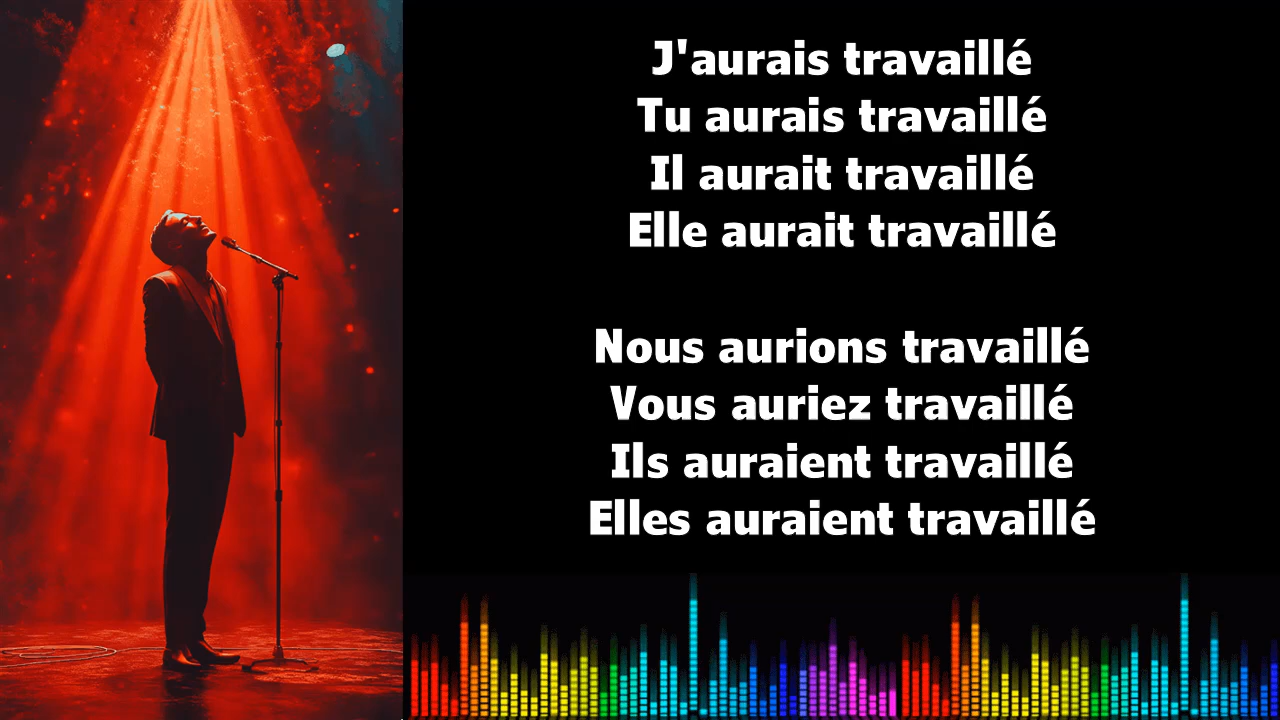 J'aurais travaillé
Tu aurais travaillé
Il aurait travaillé
Elle aurait travaillé
Nous aurions travaillé
Vous auriez travaillé
Ils auraient travaillé
Elles auraient travaillé